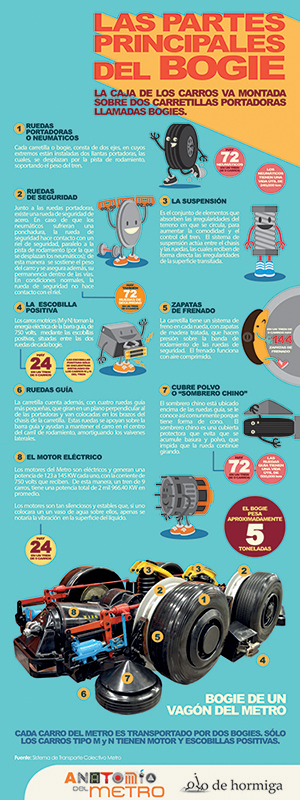 LAS PARTES
PRINCIPALES
DEL BOGIE
LA CAJA DE LOS CARROS VA MONTADA
SOBRE DOS CARRETILLAS PORTADORAS
LLAMADAS BOGIES.
1 RUEDAS
PORTADORAS
O NEUMÁTICOS
Cada carretilla o bogie, consta de dos ejes, en cuyos
extremos están instaladas dos llantas portadoras, las
cuales, se desplazan por la pista de rodamiento,
soportando el peso del tren.
72
NEUMÁTICOS
2 RUEDAS
DE SEGURIDAD
Junto a las ruedas portadoras,
existe una rueda de seguridad de
acero. En caso de que los
neumáticos sufrieran una
ponchadura, la rueda de
seguridad hace contacto con un
riel de seguridad, paralelo a la
pista de rodamiento (por la que
se desplazan los neumáticos); de
esta manera se sostiene el peso
del carro y se asegura además, su
permanencia dentro de las vías.
En condiciones normales, la
rueda de seguridad no hace
contacto con el riel.
3 LA SUSPENSIÓN
Es el conjunto de elementos que
absorbe las irregularidades del
terreno en que se circula, para
aumentar la comodidad y el
control del tren. El sistema de
suspensión actúa entre el chasis
y las ruedas, las cuales reciben de
forma directa las irregularidades
de la superficie transitada.
4 LA ESCOBILLA
POSITIVA
Los carros motrices (M y N) toman la
energía eléctrica de la barra guía, de
750 volts, mediante las escobillas
positivas, situadas entre las dos
ruedas de cada bogie.
24
5 ZAPATAS
DE FRENADO
La carretilla tiene un sistema de
freno en cada rueda, con zapatas
de madera tratada, que hacen
presión sobre la banda de
rodamiento de las ruedas de
seguridad. El frenado funciona
con aire comprimido.
144
ZAPATAS DE
FRENADO
6 RUEDAS GUÍA
La carretilla cuenta además, con cuatro ruedas guía
más pequeñas, que giran en un plano perpendicular al
de las portadoras y van colocadas en los brazos del
chasis de la carretilla. Estas ruedas se apoyan sobre la
barra guía y ayudan a mantener el carro en el centro
del carril de rodamiento, amortiguando los vaivenes
laterales.
7 CUBRE POLVO
O “SOMBRERO CHINO”
El sombrero chino está ubicado
encima de las ruedas guía, se le
conoce así comúnmente porque
tiene forma de cono. El
sombrero chino es una cubierta
protectora que evita que se
acumule basura y polvo, que
impida que la rueda continúe
girando.
72
8 EL MOTOR ELÉCTRICO
Los motores del Metro son eléctricos y generan una
potencia de 122 a 145 KW cada uno, con la corriente de
750 volts que reciben. De esta manera, un tren de 9
carros, tiene una potencia total de 2 mil 966.40 KW en
promedio.
Los motores son tan silenciosos y estables que, si uno
colocara un vaso de agua sobre ellos, apenas se
notaría la vibración en la superficie del líquido.
24
EL BOGIE
PESA
APROXIMADAMENTE
5
TONELADAS
3
3
2
2
1
8
5
4
7
6
BOGIE DE UN
VAGÓN DEL METRO
CADA CARRO DEL METRO ES TRANSPORTADO POR DOS BOGIES. SÓLO
LOS CARROS TIPO M y N TIENEN MOTOR Y ESCOBILLAS POSITIVAS.
Fuente: Sistema de Transporte Colectivo Metro
ANATOMÍA
DEL METRO
ojo de hormiga